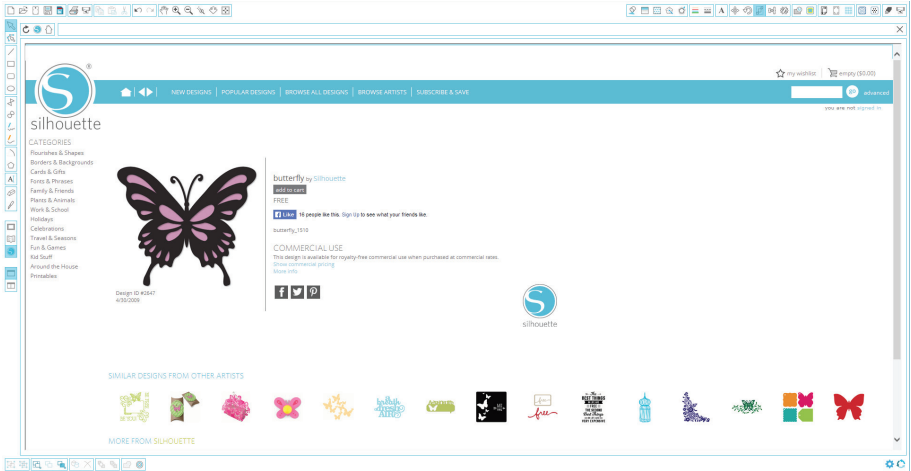 my wishlist
empty ($0.00)
NEW DESIGNS
POPULAR DESIGNS
BROWSE ALL DESIGNS
BROWSE ARTISTS
SUBSCRIBE & SAVE
go
advanced
you are not signed in
S
®
silhouette
CATEGORIES
Flourishes & Shapes
Borders & Backgrounds
Cards & Gifts
Fonts & Phrases
Family & Friends
Plants & Animals
Work & School
Holidays
Celebrations
Travel & Seasons
Fun & Games
Kid Stuff
Around the House
Printables
butterfly by Silhouette
add to cart
FREE
Like 16 people like this. Sign Up to see what your friends like.
butterfly_1510
COMMERCIAL USE
This design is available for royalty-free commercial use when purchased at commercial rates.
Show commercial pricing
More info
Design ID #2647
4/30/2009
S
silhouette
SIMILAR DESIGNS FROM OTHER ARTISTS
free
BEST THINGS
MORE FROM SILHOUETTE